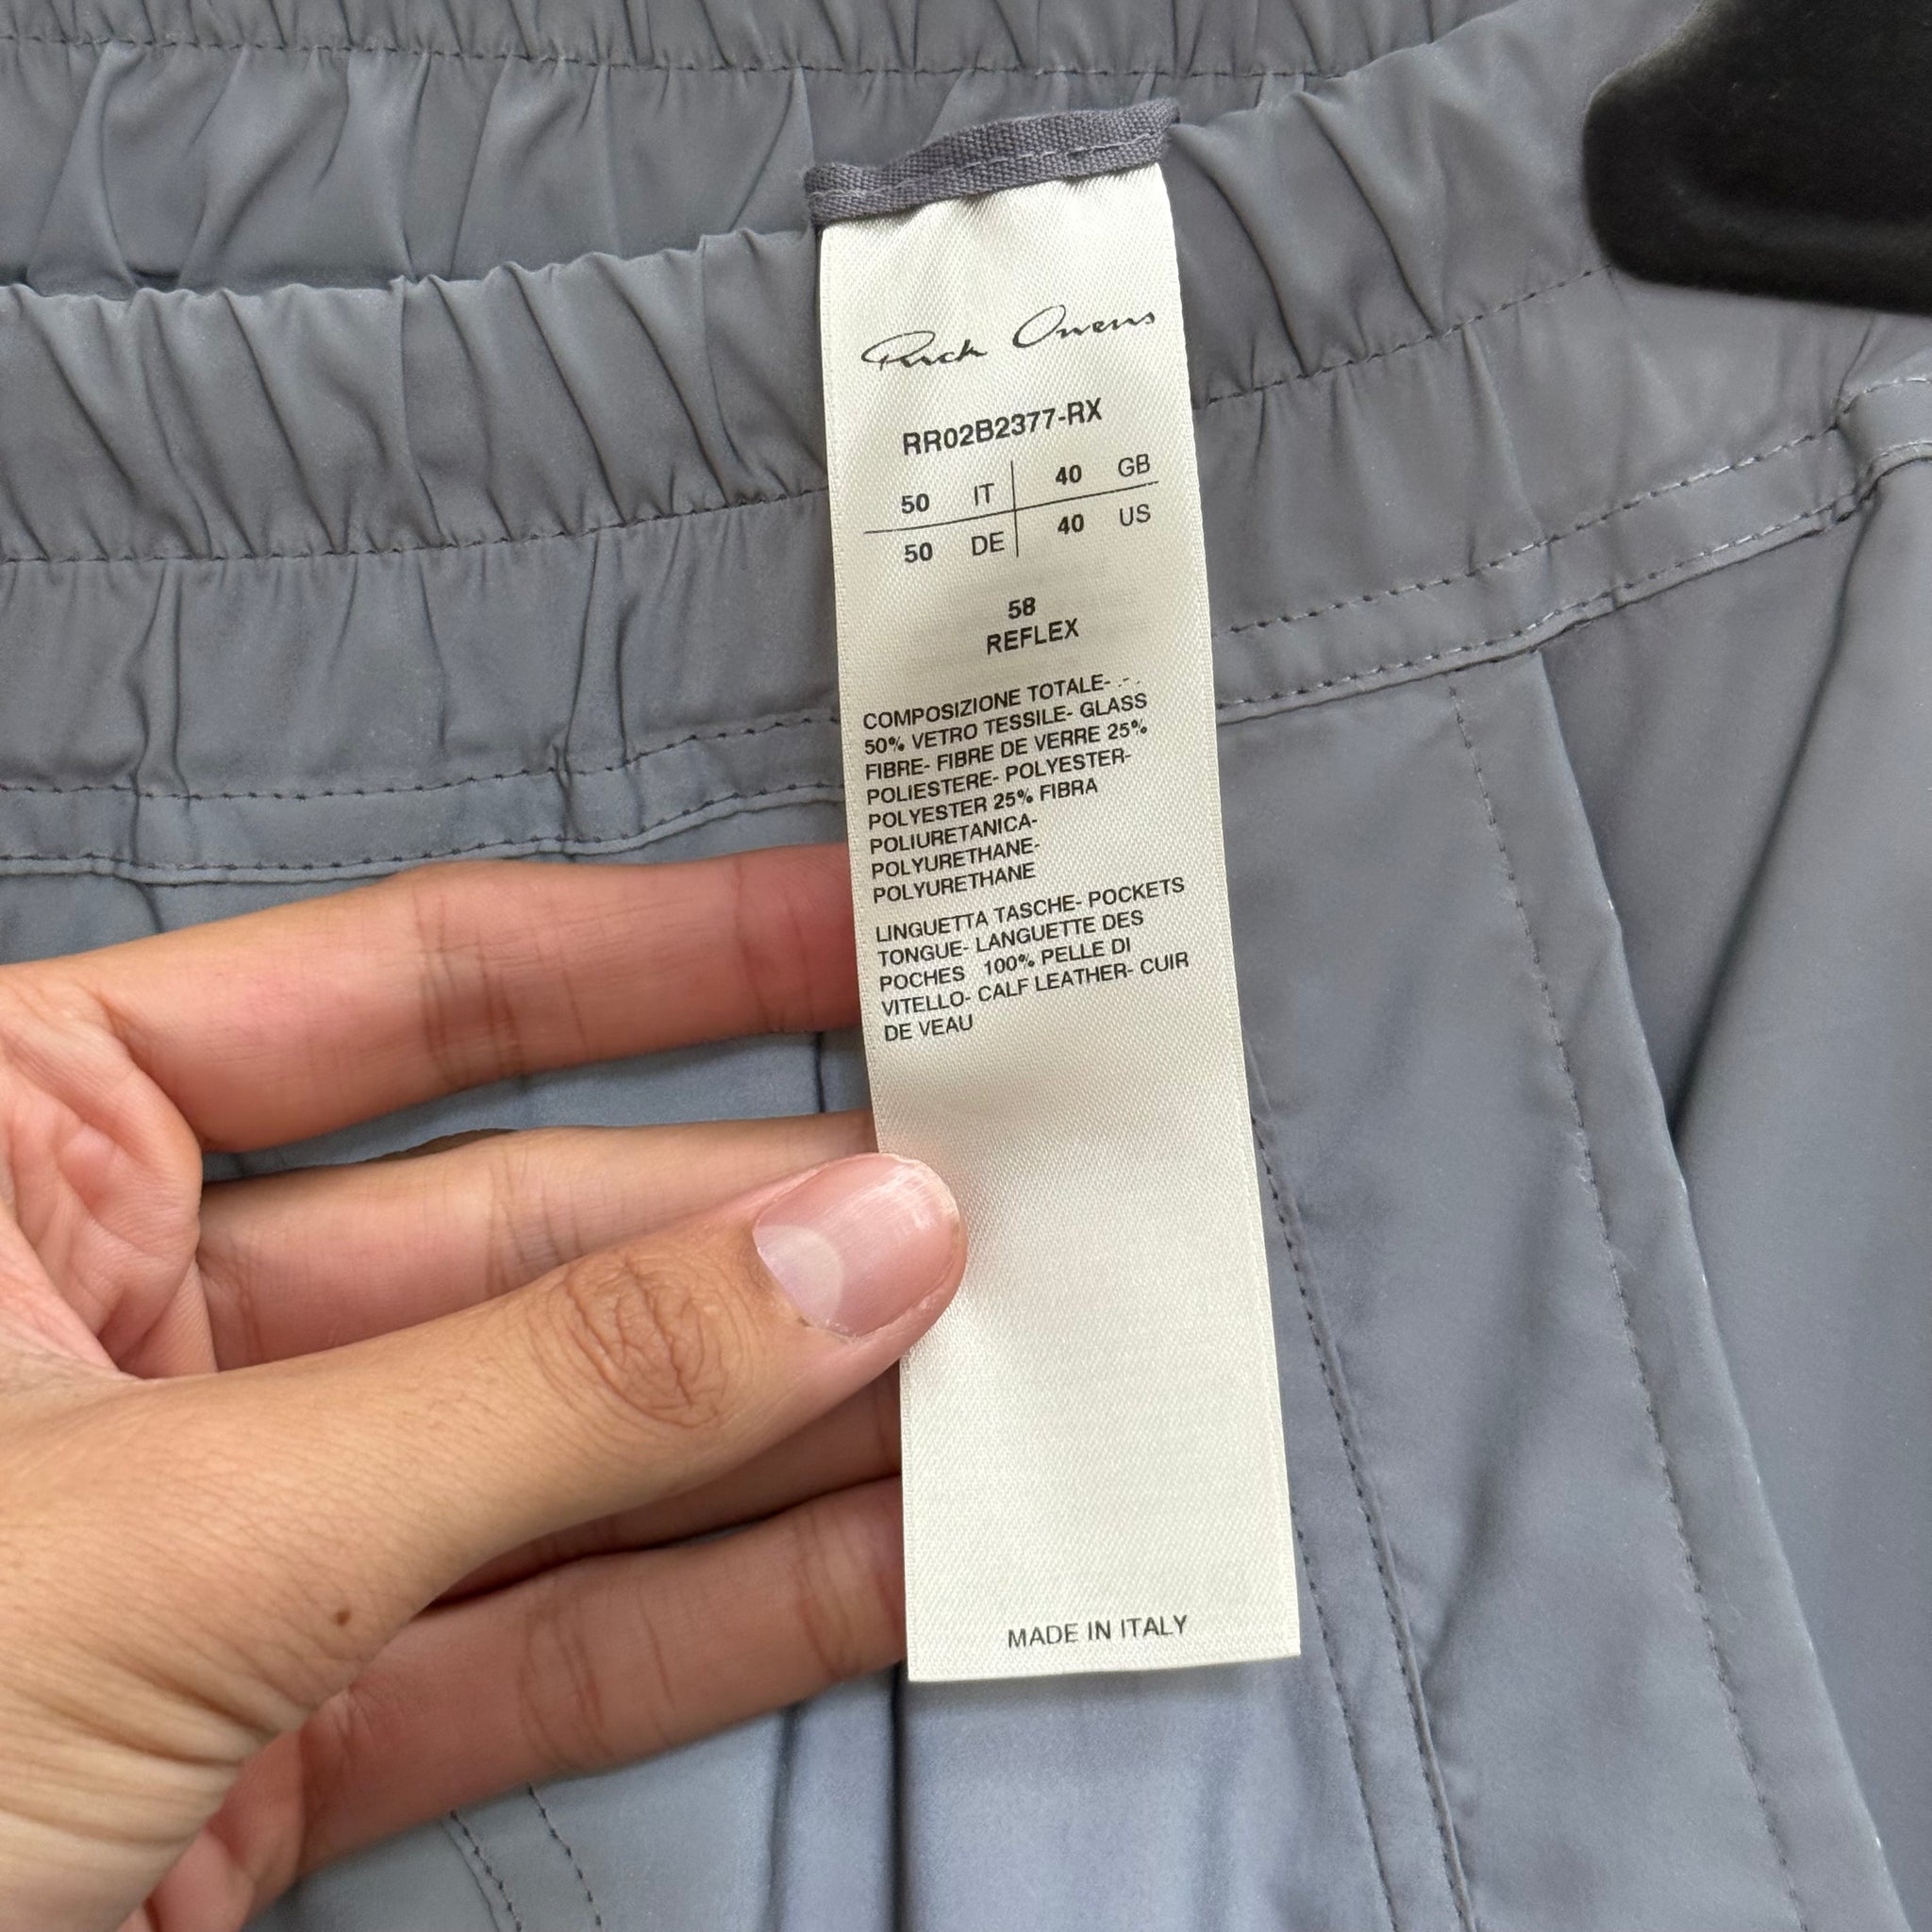 Rick Owens
RR02B2377-RX
50 IT 40 GB
50 DE 40 US
58
REFLEX
COMPOSIZIONE TOTALE- - -
50% VETRO TESSILE- GLASS
FIBRE- FIBRE DE VERRE 25%
POLIESTERE- POLYESTER-
POLYESTER 25% FIBRA
POLIURETANICA-
POLYURETHANE-
POLYURETHANE
LINGUETTA TASCHE- POCKETS
TONGUE- LANGUETTE DES
POCHES 100% PELLE DI
VITELLO- CALF LEATHER- CUIR
DE VEAU
MADE IN ITALY